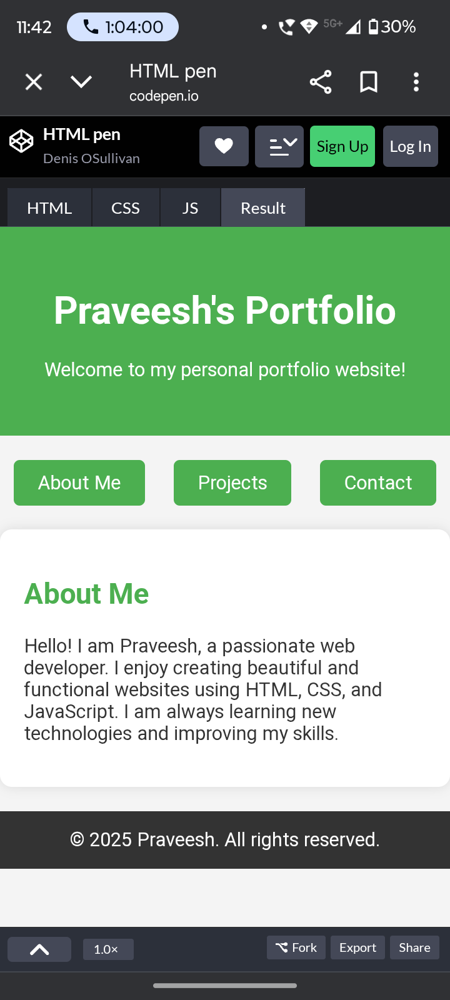 11:42
1:04:00
5G+
30%
HTML pen
codepen.io
HTML pen
Denis OSullivan
Sign Up
Log In
HTML
CSS
JS
Result
Praveesh's Portfolio
Welcome to my personal portfolio website!
About Me
Projects
Contact
About Me
Hello! I am Praveesh, a passionate web
developer. I enjoy creating beautiful and
functional websites using HTML, CSS, and
JavaScript. I am always learning new
technologies and improving my skills.
© 2025 Praveesh. All rights reserved.
1.0×
Fork
Export
Share